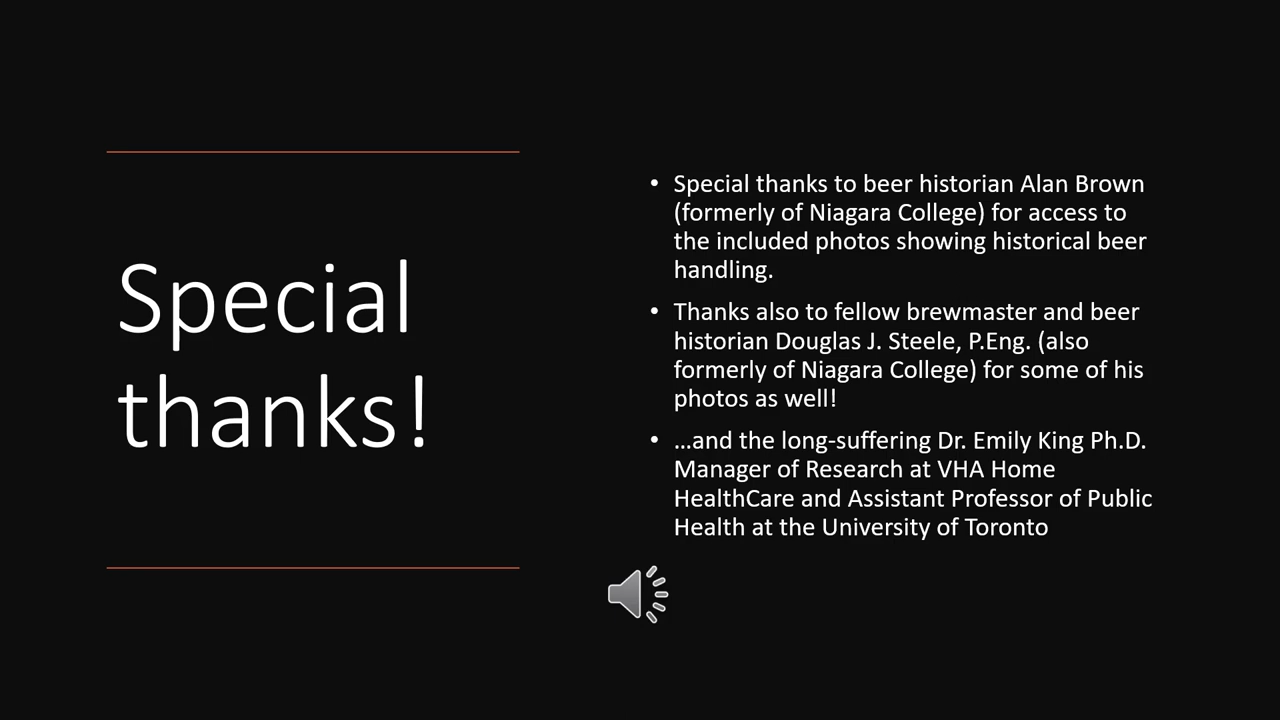 Special
thanks!
• Special thanks to beer historian Alan Brown
(formerly of Niagara College) for access to
the included photos showing historical beer
handling.
• Thanks also to fellow brewmaster and beer
historian Douglas J. Steele, P.Eng. (also
formerly of Niagara College) for some of his
photos as well!
• …and the long-suffering Dr. Emily King Ph.D.
Manager of Research at VHA Home
HealthCare and Assistant Professor of Public
Health at the University of Toronto